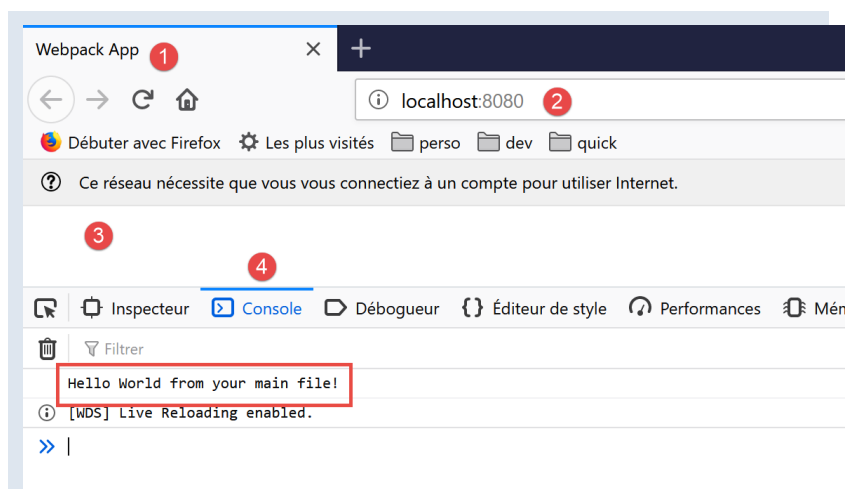 Webpack App 1
localhost:8080 2
Débuter avec Firefox Les plus visités perso dev quick
Ce réseau nécessite que vous vous connectiez à un compte pour utiliser Internet.
3
4
Inspecteur Console Débogueur {} Éditeur de style Performances Mém
Filtrer
Hello World from your main file!
[WDS] Live Reloading enabled.